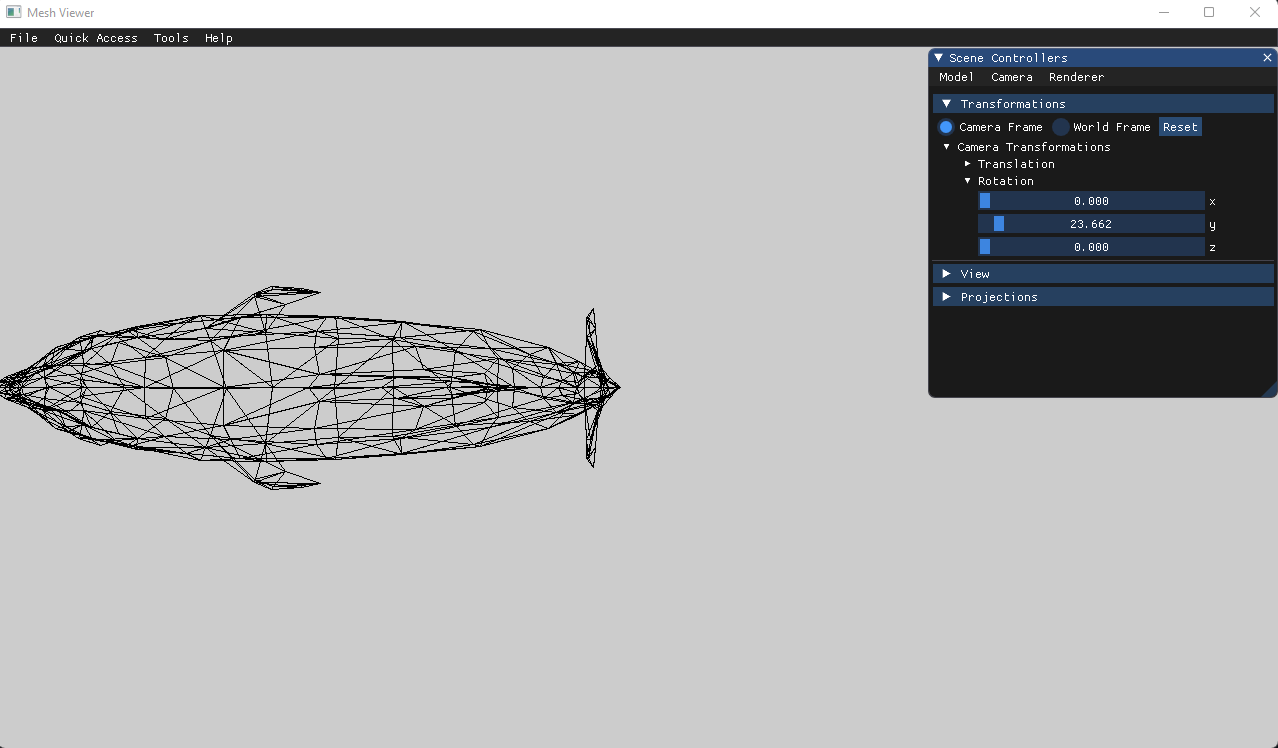 Mesh Viewer
File Quick Access Tools Help
Scene Controllers
Model Camera Renderer
Transformations
Camera Frame World Frame Reset
Camera Transformations
Translation
Rotation
0.000 x
23.662 y
0.000 z
View
Projections